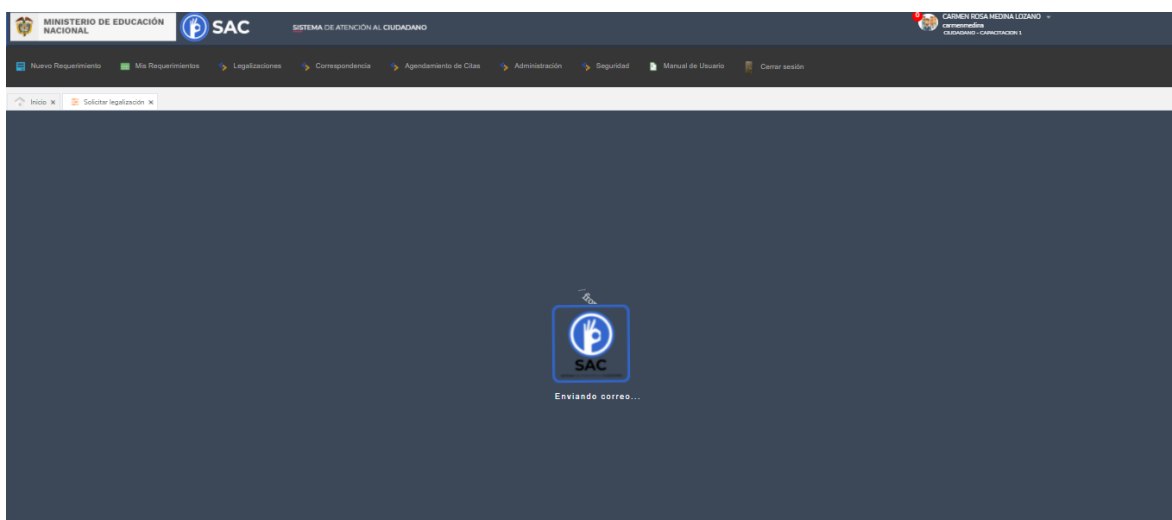 MINISTERIO DE EDUCACIÓN
NACIONAL
SAC
SISTEMA DE ATENCIÓN AL CIUDADANO
0
CARMEN ROSA MEDINA LOZANO
carmenmedina
CIUDADANO - CAPACITACION 1
Nuevo Requerimiento
Mis Requerimientos
Legalizaciones
Correspondencia
Agendamiento de Citas
Administración
Seguridad
Manual de Usuario
Cerrar sesión
Inicio x
Solicitar legalización x
SAC
Enviando correo...